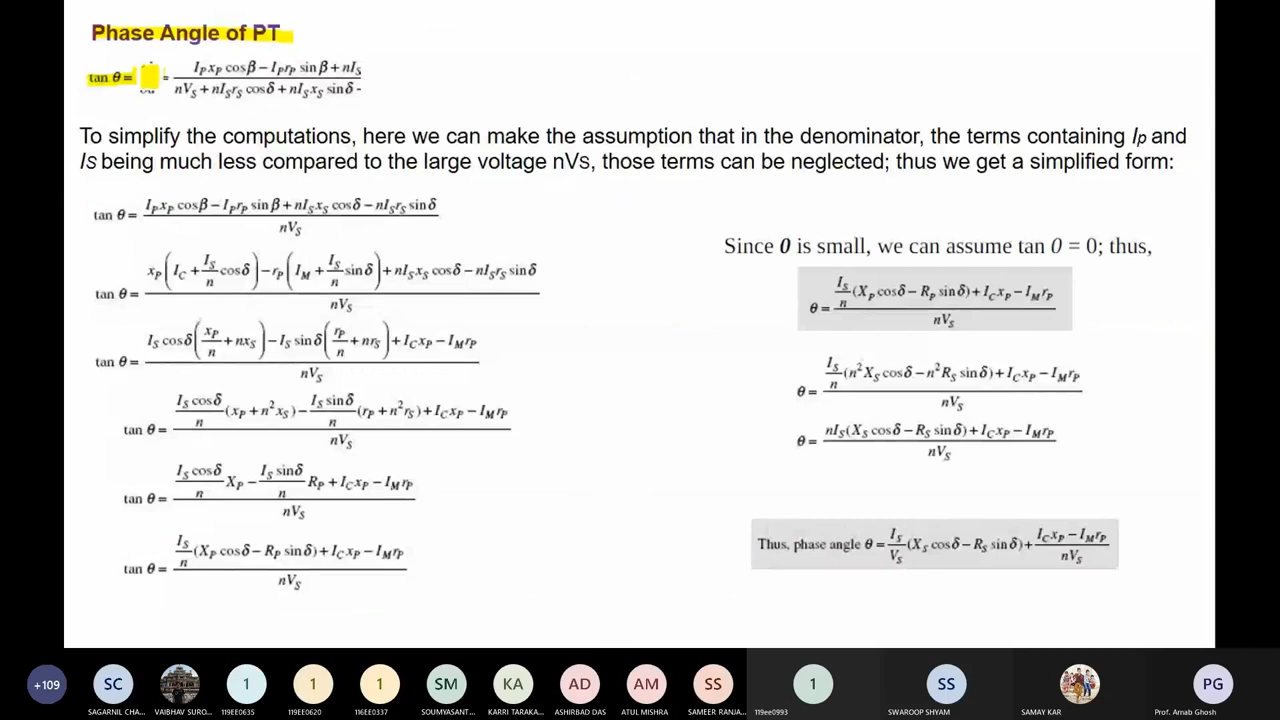 Phase Angle of PT
tan θ = = I_P x_P cosβ − I_P r_P sinβ + nI_S / nV_S + nI_S r_S cosδ + nI_S x_S sinδ -
To simplify the computations, here we can make the assumption that in the denominator, the terms containing Ip and
Is being much less compared to the large voltage nVs, those terms can be neglected; thus we get a simplified form:
tan θ = I_P x_P cosβ − I_P r_P sinβ + nI_S x_S cosδ − nI_S r_S sinδ / nV_S
tan θ = x_P (I_C + I_S/n cosδ) − r_P (I_M + I_S/n sinδ) + nI_S x_S cosδ − nI_S r_S sinδ / nV_S
tan θ = I_S cosδ (x_P/n + nx_S) − I_S sinδ (r_P/n + nr_S) + I_C x_P − I_M r_P / nV_S
tan θ = I_S cosδ/n (x_P + n²x_S) − I_S sinδ/n (r_P + n²r_S) + I_C x_P − I_M r_P / nV_S
tan θ = I_S cosδ/n X_P − I_S sinδ/n R_P + I_C x_P − I_M r_P / nV_S
tan θ = I_S/n (X_P cosδ − R_P sinδ) + I_C x_P − I_M r_P / nV_S
Since 0 is small, we can assume tan 0 = 0; thus,
θ = I_S/n (X_P cosδ − R_P sinδ) + I_C x_P − I_M r_P / nV_S
θ = I_S/n (n²X_S cosδ − n²R_S sinδ) + I_C x_P − I_M r_P / nV_S
θ = nI_S (X_S cosδ − R_S sinδ) + I_C x_P − I_M r_P / nV_S
Thus, phase angle θ = I_S/V_S (X_S cosδ − R_S sinδ) + I_C x_P − I_M r_P / nV_S
+109 SC 1 1 1 SM KA AD AM SS 1 SS PG
SAGARNIL CHA... VAIBHAV SURO... 119EE0635 119EE0620 116EE0337 SOUMYASANT... KARRI TARAKA... ASHIRBAD DAS ATUL MISHRA SAMEER RANJA... 119ee0993 SWAROOP SHYAM SAMAY KAR Prof. Arnab Ghosh